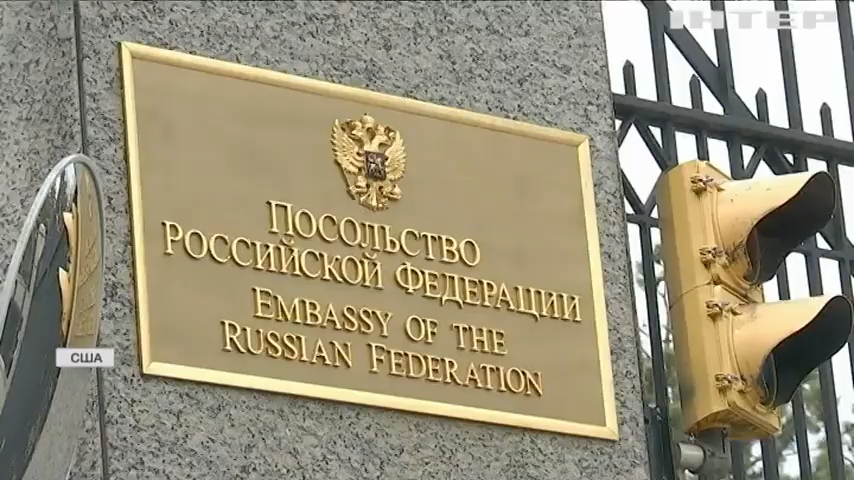 ІНТЕР
ПОСОЛЬСТВО
РОССИЙСКОЙ ФЕДЕРАЦИИ
EMBASSY OF THE
RUSSIAN FEDERATION
США